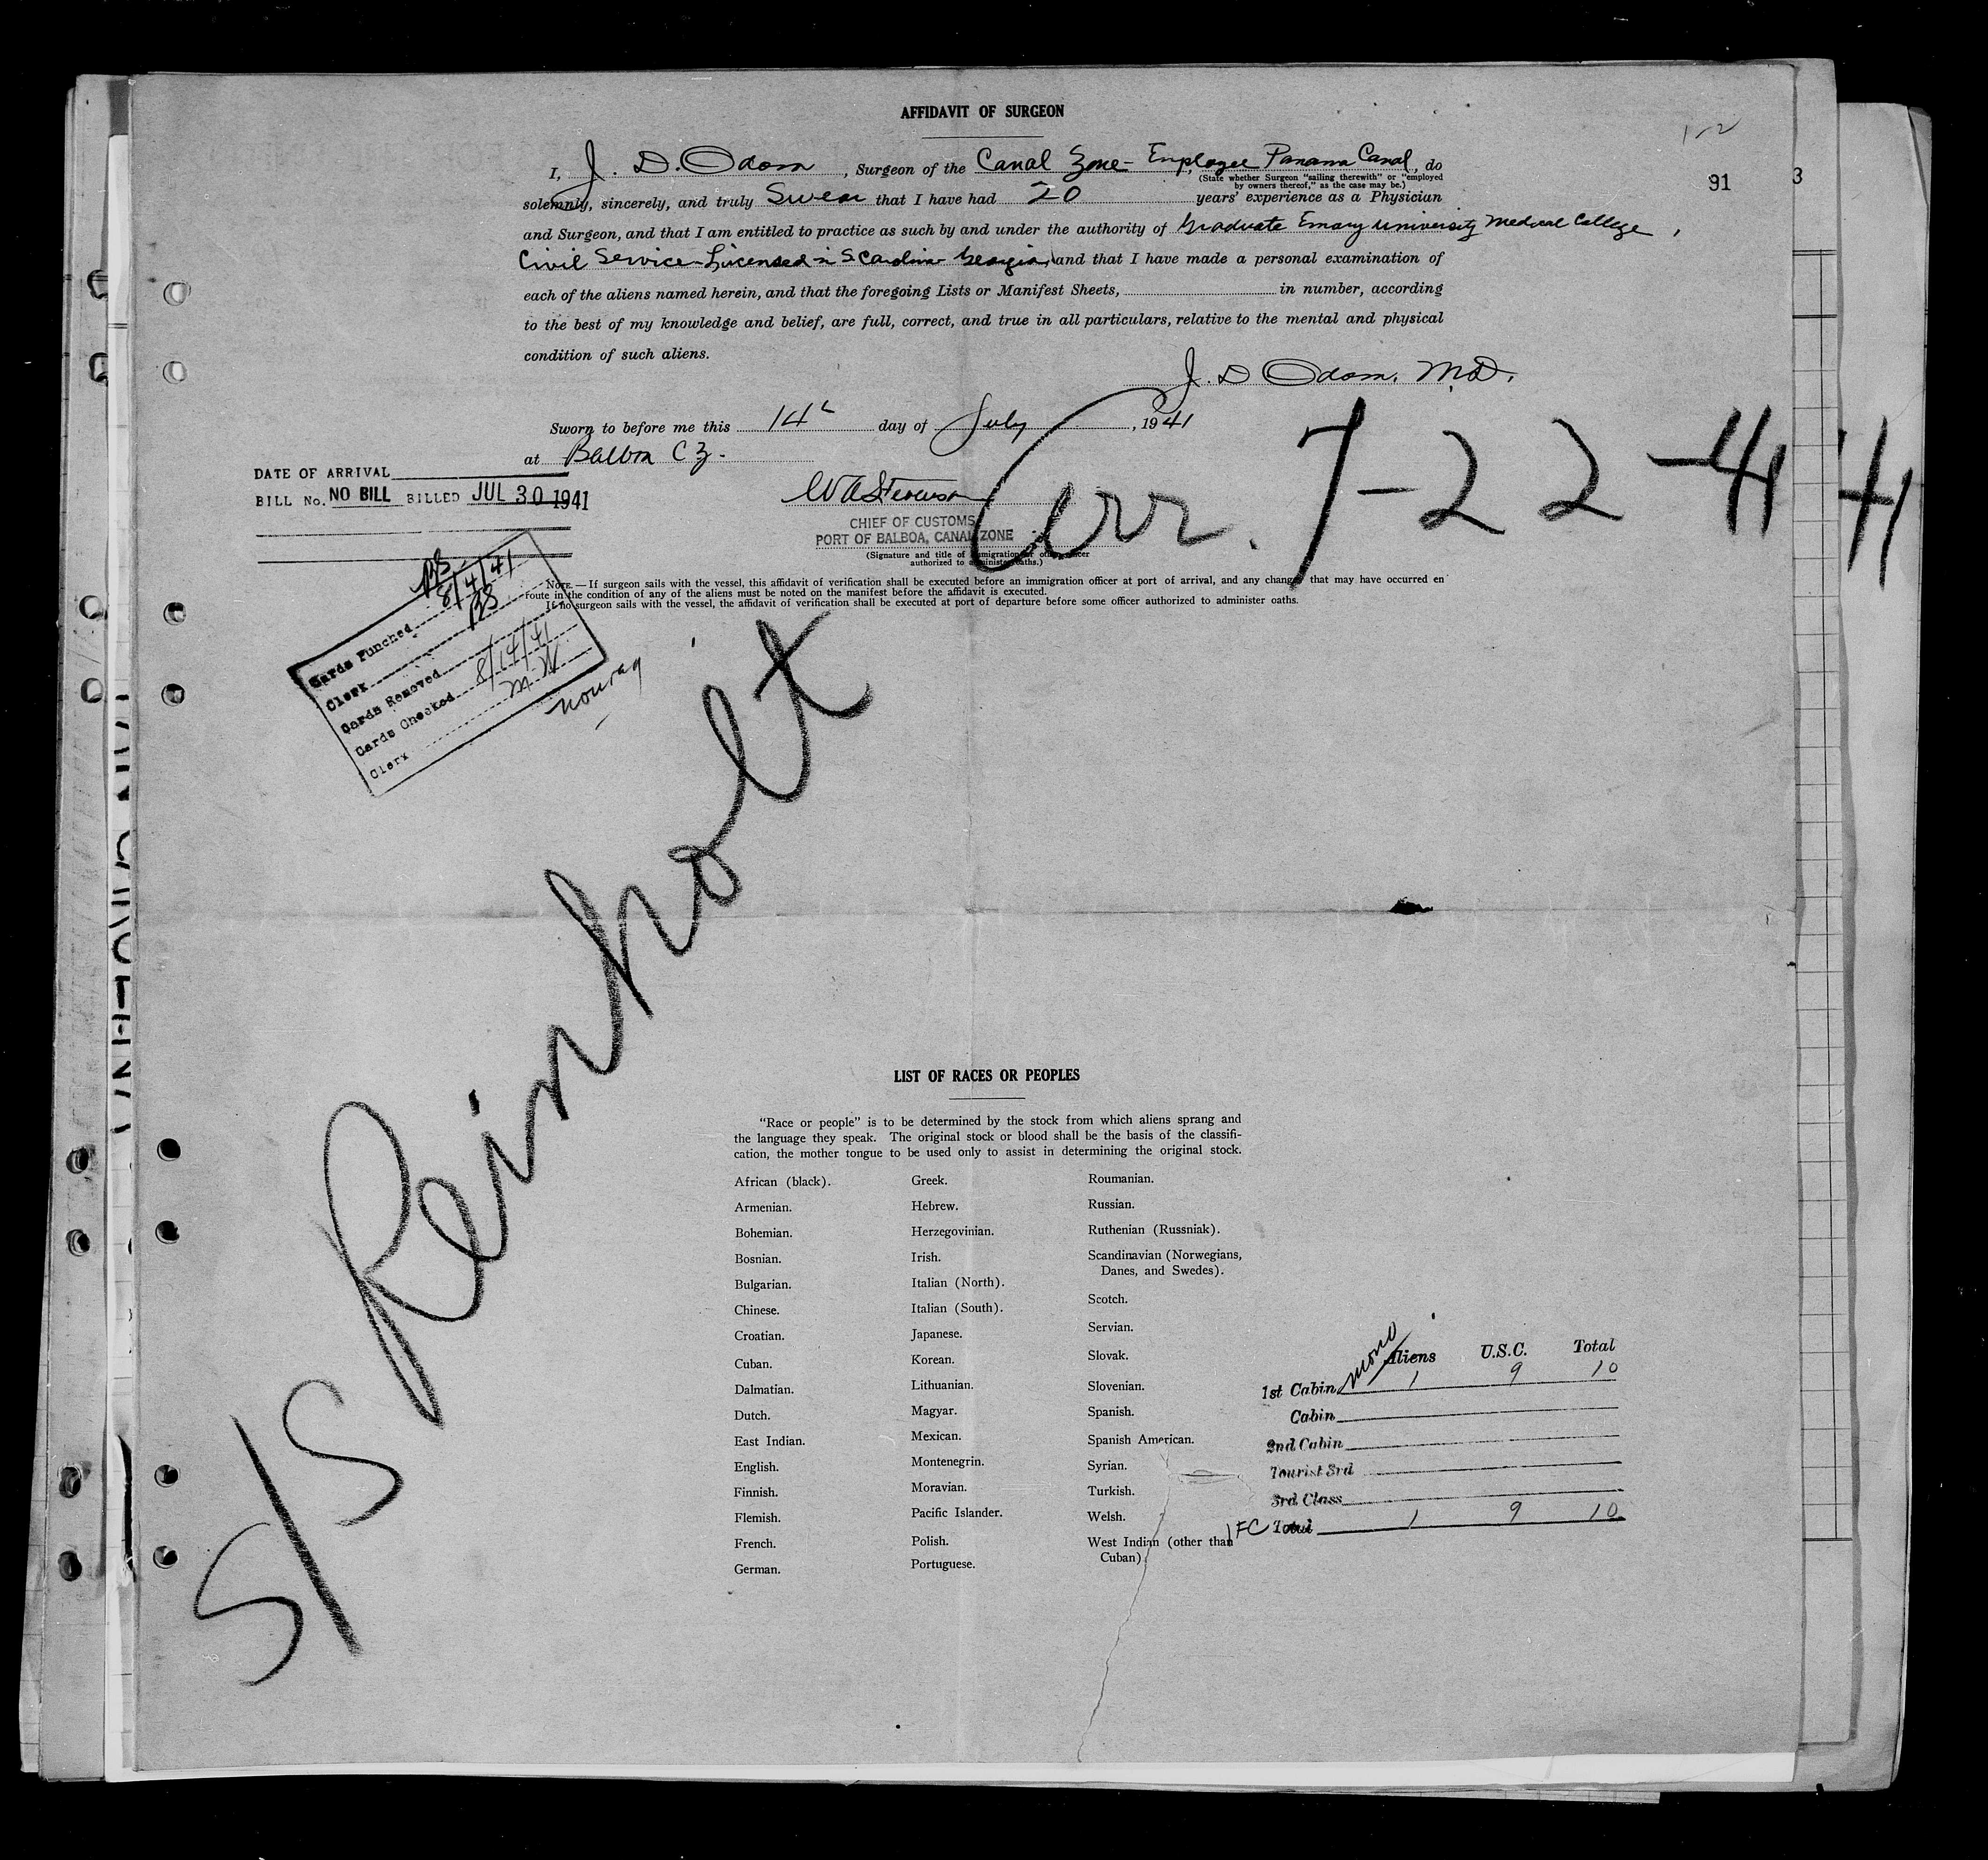 AFFIDAVIT OF SURGEON
1-2
91
3
I, J. D. Odom, Surgeon of the Canal Zone - Employee Panama Canal, do
(State whether Surgeon "sailing therewith" or "employed
by owners thereof," as the case may be.)
solemnly, sincerely, and truly Swear that I have had 20 years' experience as a Physician
and Surgeon, and that I am entitled to practice as such by and under the authority of Graduate Emory University Medical College,
Civil Service - Licensed in S Carolina Georgia, and that I have made a personal examination of
each of the aliens named herein, and that the foregoing Lists or Manifest Sheets, in number, according
to the best of my knowledge and belief, are full, correct, and true in all particulars, relative to the mental and physical
condition of such aliens.
J. D Odom. M.D.
Sworn to before me this 14 day of July, 1941
at Balboa C Z.
Arr. 7-22-41
41
DATE OF ARRIVAL
BILL No. NO BILL BILLED JUL 30 1941
CHIEF OF CUSTOMS
PORT OF BALBOA, CANAL ZONE
(Signature and title of immigration or other officer
authorized to administer oaths.)
NOTE.—If surgeon sails with the vessel, this affidavit of verification shall be executed before an immigration officer at port of arrival, and any changes that may have occurred en
route in the condition of any of the aliens must be noted on the manifest before the affidavit is executed.
If no surgeon sails with the vessel, the affidavit of verification shall be executed at port of departure before some officer authorized to administer oaths.
Cards Punched 8/4/41
Clerk BS
Cards Removed
Cards Checked 8/14/41
Clerk M.W.
S/S Reinholt
LIST OF RACES OR PEOPLES
"Race or people" is to be determined by the stock from which aliens sprang and
the language they speak. The original stock or blood shall be the basis of the classifi-
cation, the mother tongue to be used only to assist in determining the original stock.
African (black).
Armenian.
Bohemian.
Bosnian.
Bulgarian.
Chinese.
Croatian.
Cuban.
Dalmatian.
Dutch.
East Indian.
English.
Finnish.
Flemish.
French.
German.
Greek.
Hebrew.
Herzegovinian.
Irish.
Italian (North).
Italian (South).
Japanese.
Korean.
Lithuanian.
Magyar.
Mexican.
Montenegrin.
Moravian.
Pacific Islander.
Polish.
Portuguese.
Roumanian.
Russian.
Ruthenian (Russniak).
Scandinavian (Norwegians,
Danes, and Swedes).
Scotch.
Servian.
Slovak.
Slovenian.
Spanish.
Spanish American.
Syrian.
Turkish.
Welsh.
West Indian (other than
Cuban).
Aliens U.S.C. Total
1st Cabin 1 9 10
Cabin
2nd Cabin
Tourist 3rd
3rd Class
FC Total 1 9 10